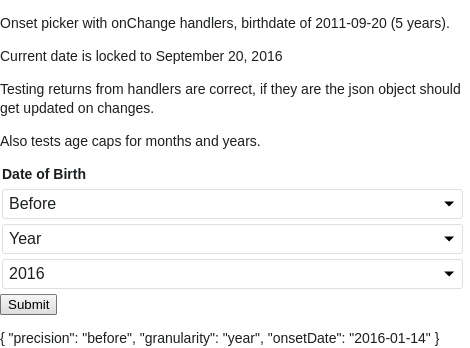 Onset picker with onChange handlers, birthdate of 2011-09-20 (5 years).
Current date is locked to September 20, 2016
Testing returns from handlers are correct, if they are the json object should
get updated on changes.
Also tests age caps for months and years.
Date of Birth
Before
Year
2016
Submit
{ "precision": "before", "granularity": "year", "onsetDate": "2016-01-14" }